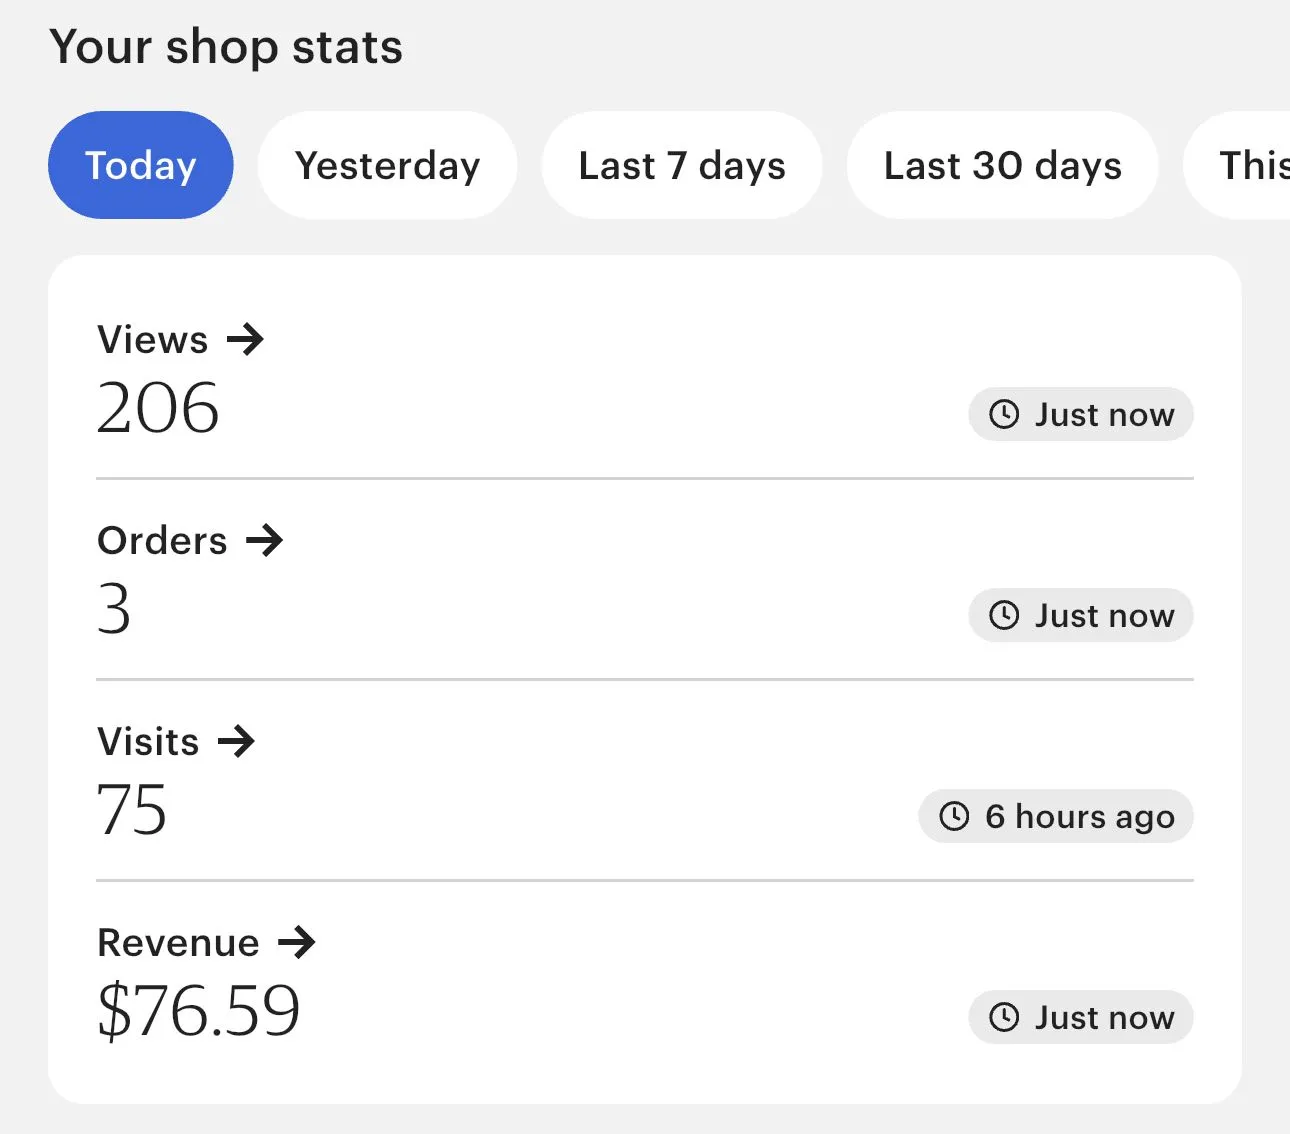 Your shop stats
Today Yesterday Last 7 days Last 30 days This
Views →
206
Just now
Orders →
3
Just now
Visits →
75
6 hours ago
Revenue →
$76.59
Just now